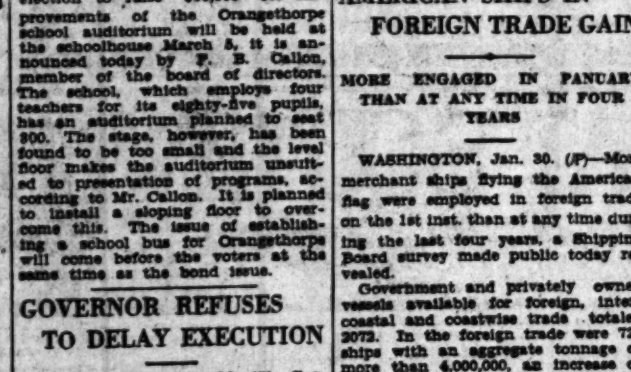 provements of the Orangethorpe
school auditorium will be held at
the schoolhouse March 5, it is an-
nounced today by F. B. Callon,
member of the board of directors.
The school, which employs four
teachers for its eighty-five pupils,
has an auditorium planned to seat
300. The stage, however, has been
found to be too small and the level
floor makes the auditorium unsuit-
ed to presentation of programs, ac-
cording to Mr. Callon. It is planned
to install a sloping floor to over-
come this. The issue of establish-
ing a school bus for Orangethorpe
will come before the voters at the
same time as the bond issue.
GOVERNOR REFUSES
TO DELAY EXECUTION
FOREIGN TRADE GAIN
MORE ENGAGED IN PANUAR
THAN AT ANY TIME IN FOUR
YEARS
WASHINGTON, Jan. 30. (/P)—Mor
merchant ships flying the America
flag were employed in foreign trad
on the 1st inst. than at any time dur
ing the last four years, a Shippin
Board survey made public today re
vealed.
Government and privately owne
vessels available for foreign, inter
coastal and coastwise trade totale
2072. In the foreign trade were 72
ships with an aggregate tonnage o
more than 4,000,000, an increase o